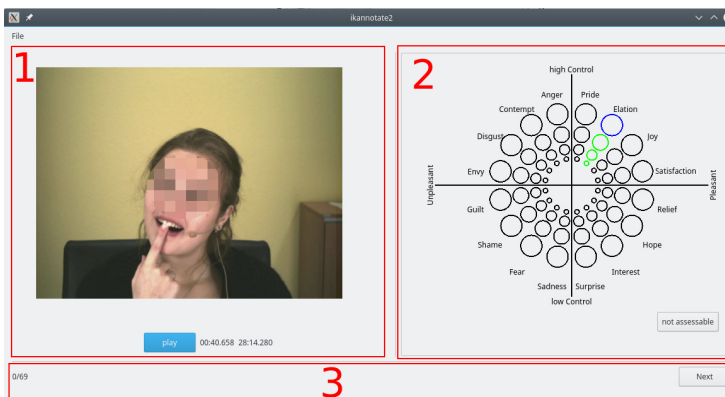 ikannotate2
File
1
2
high Control
Anger
Pride
Contempt
Elation
Disgust
Joy
Envy
Satisfaction
Unpleasant
Pleasant
Guilt
Relief
Shame
Hope
Fear
Interest
Sadness
Surprise
low Control
not assessable
play
00:40.658 28:14.280
0/69
3
Next